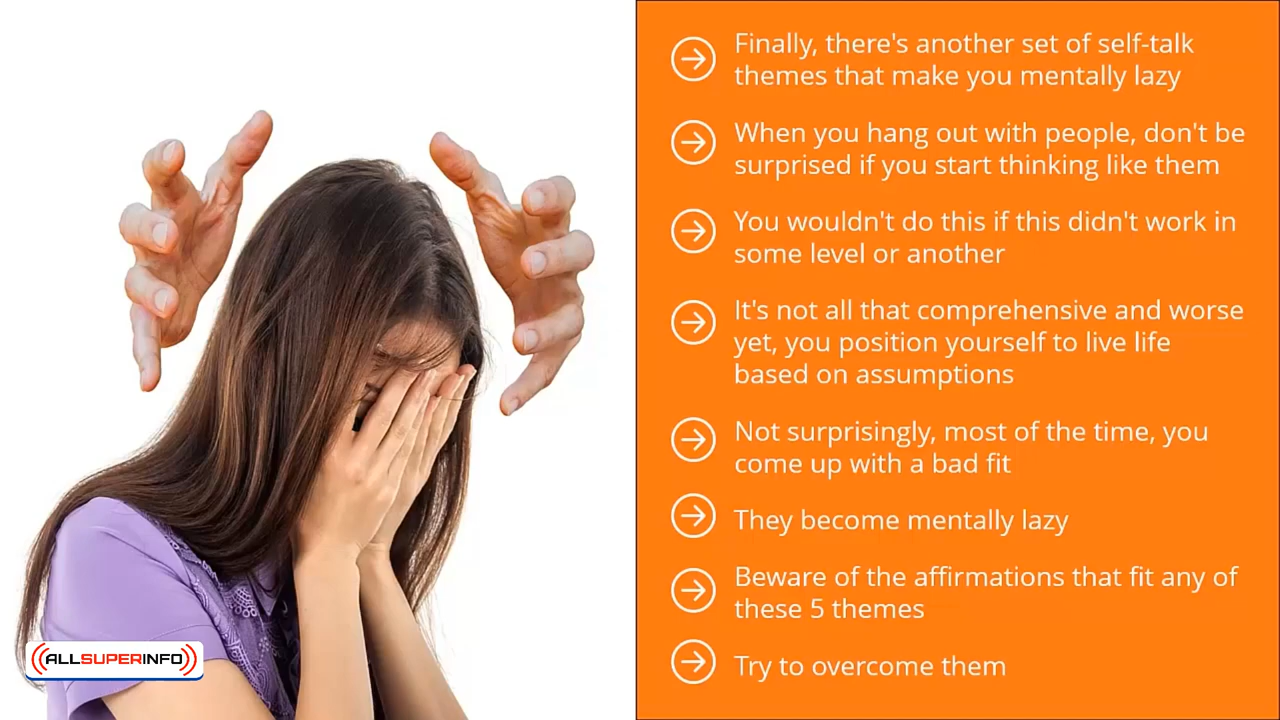 Finally, there's another set of self-talk
themes that make you mentally lazy
When you hang out with people, don't be
surprised if you start thinking like them
You wouldn't do this if this didn't work in
some level or another
It's not all that comprehensive and worse
yet, you position yourself to live life
based on assumptions
Not surprisingly, most of the time, you
come up with a bad fit
They become mentally lazy
Beware of the affirmations that fit any of
these 5 themes
Try to overcome them
ALLSUPERINFO